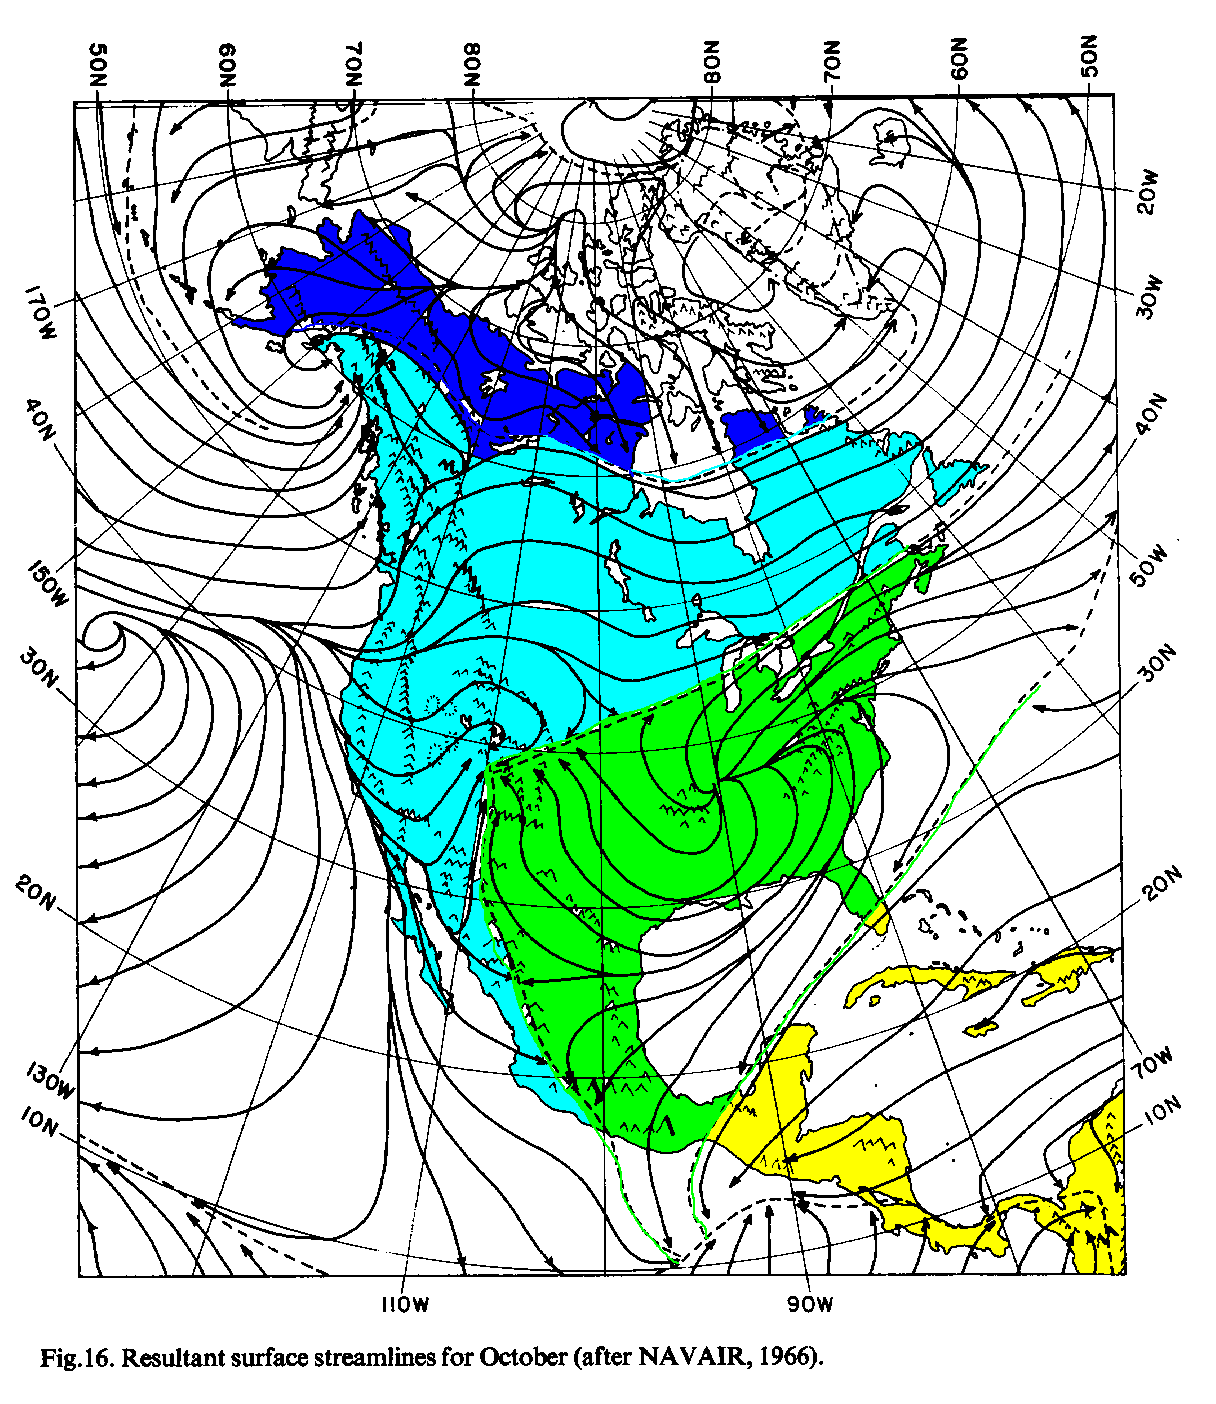 50N 60N 70N 80N 80N 70N 60N 50N
20W
30W
170W
40N
40N
50W
150W
30N
30N
20N
20N
130W
70W
10N
10N
110W 90W
Fig.16. Resultant surface streamlines for October (after NAVAIR, 1966).